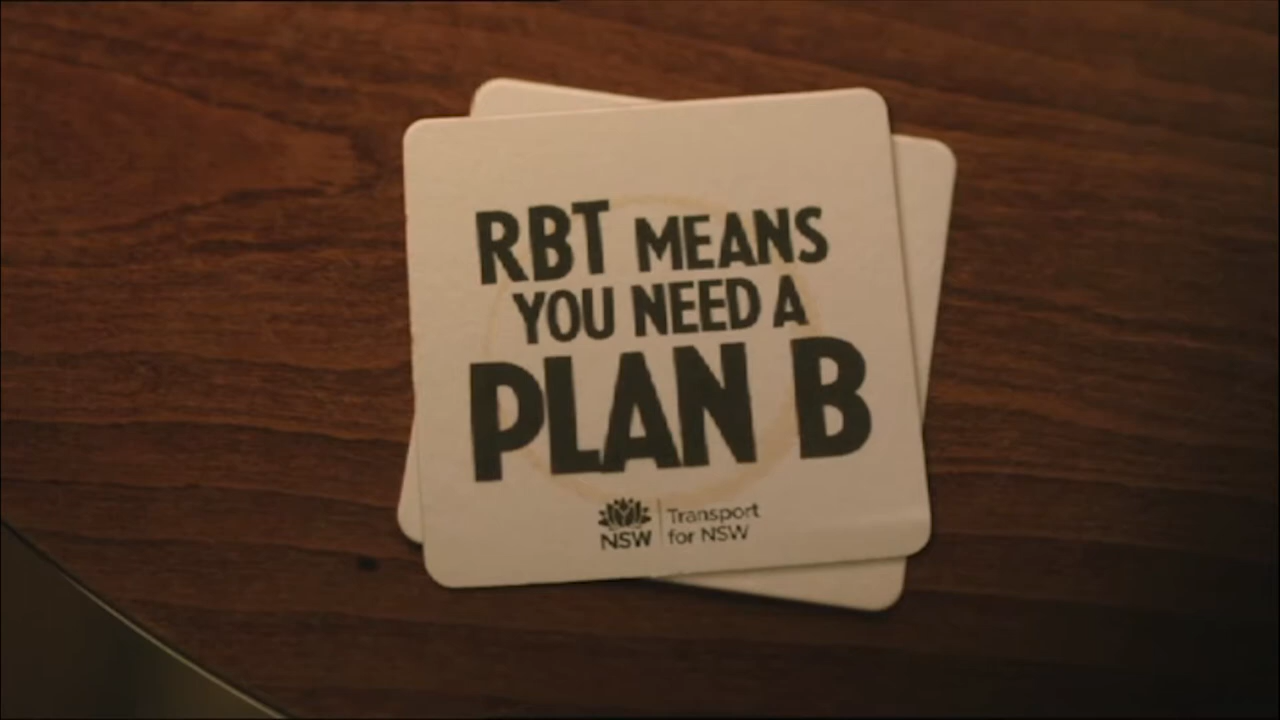 RBT MEANS
YOU NEED A
PLAN B
NSW
Transport
for NSW